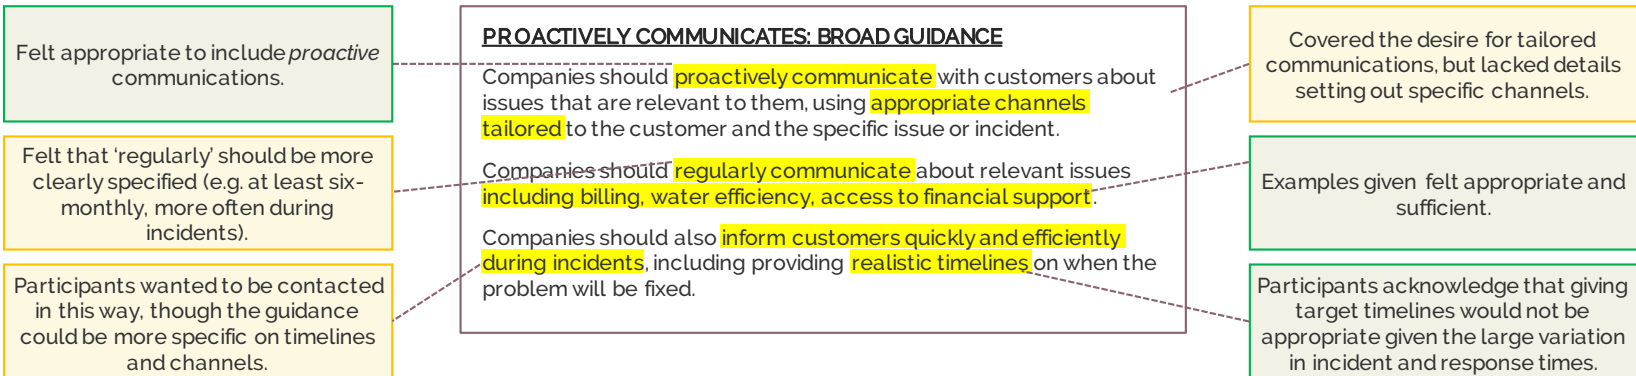 Felt appropriate to include proactive
communications.
Felt that ‘regularly’ should be more
clearly specified (e.g. at least six-
monthly, more often during
incidents).
Participants wanted to be contacted
in this way, though the guidance
could be more specific on timelines
and channels.
PROACTIVELY COMMUNICATES: BROAD GUIDANCE
Companies should proactively communicate with customers about
issues that are relevant to them, using appropriate channels
tailored to the customer and the specific issue or incident.
Companies should regularly communicate about relevant issues
including billing, water efficiency, access to financial support.
Companies should also inform customers quickly and efficiently
during incidents, including providing realistic timelines on when the
problem will be fixed.
Covered the desire for tailored
communications, but lacked details
setting out specific channels.
Examples given felt appropriate and
sufficient.
Participants acknowledge that giving
target timelines would not be
appropriate given the large variation
in incident and response times.